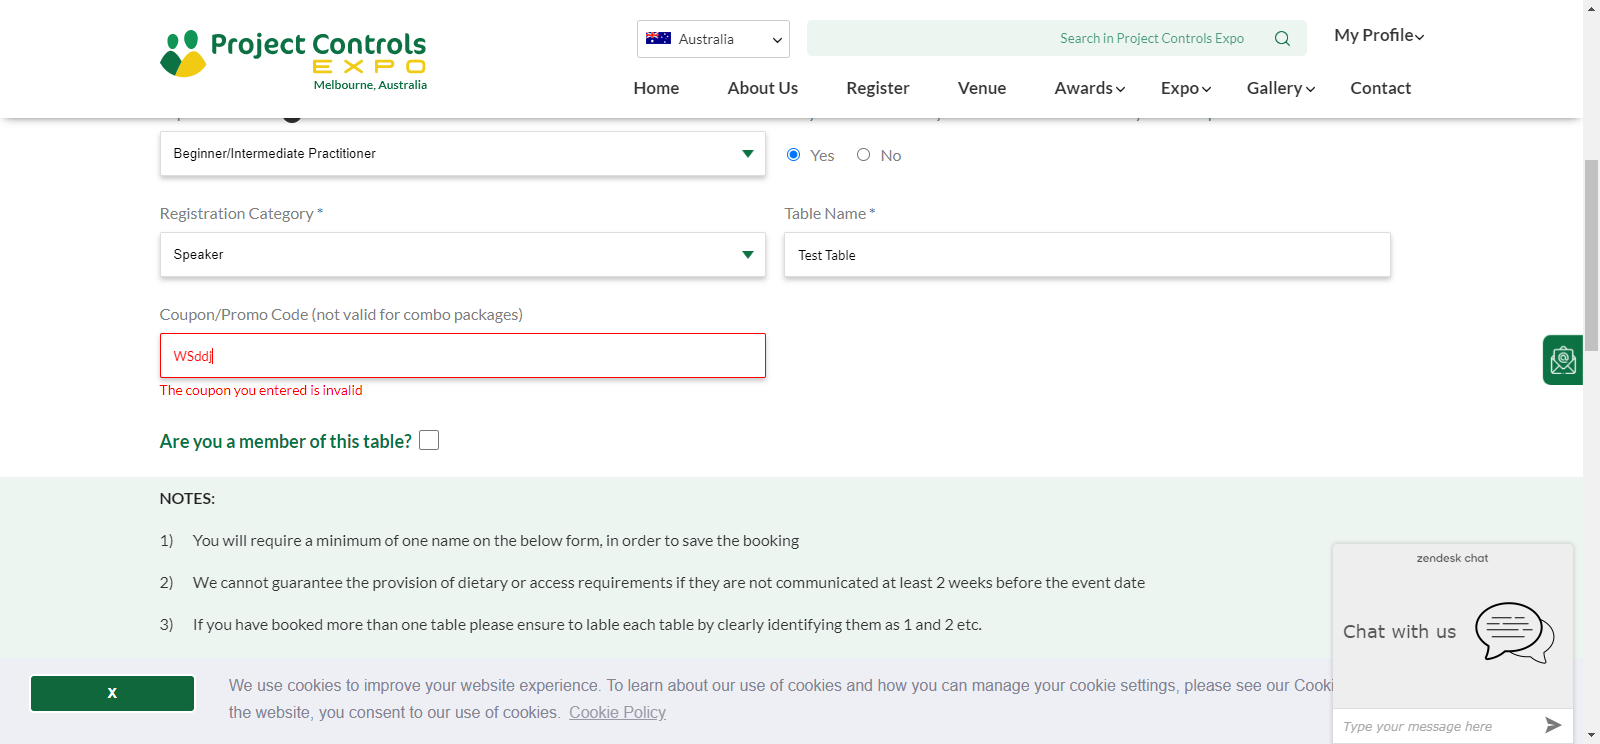 Project Controls
EXPO
Melbourne, Australia
Australia
Search in Project Controls Expo
My Profile
Home
About Us
Register
Venue
Awards
Expo
Gallery
Contact
Beginner/Intermediate Practitioner
Yes
No
Registration Category *
Table Name *
Speaker
Test Table
Coupon/Promo Code (not valid for combo packages)
WSddj
The coupon you entered is invalid
Are you a member of this table?
NOTES:
1) You will require a minimum of one name on the below form, in order to save the booking
2) We cannot guarantee the provision of dietary or access requirements if they are not communicated at least 2 weeks before the event date
3) If you have booked more than one table please ensure to lable each table by clearly identifying them as 1 and 2 etc.
zendesk chat
Chat with us
Type your message here
X
We use cookies to improve your website experience. To learn about our use of cookies and how you can manage your cookie settings, please see our Cooki
the website, you consent to our use of cookies. Cookie Policy